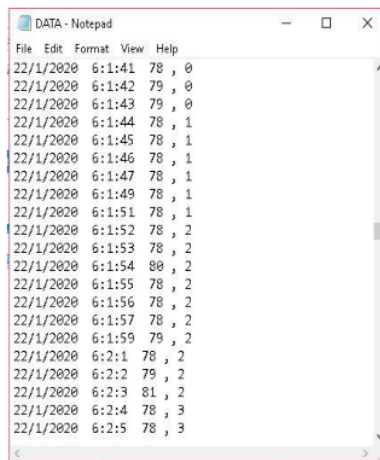 DATA - Notepad
File Edit Format View Help
22/1/2020 6:1:41 78 , 0
22/1/2020 6:1:42 78 , 0
22/1/2020 6:1:43 79 , 0
22/1/2020 6:1:44 78 , 1
22/1/2020 6:1:45 78 , 1
22/1/2020 6:1:46 78 , 1
22/1/2020 6:1:47 78 , 1
22/1/2020 6:1:49 78 , 1
22/1/2020 6:1:51 78 , 1
22/1/2020 6:1:52 78 , 2
22/1/2020 6:1:53 78 , 2
22/1/2020 6:1:54 80 , 2
22/1/2020 6:1:55 78 , 2
22/1/2020 6:1:56 78 , 2
22/1/2020 6:1:57 78 , 2
22/1/2020 6:1:59 79 , 2
22/1/2020 6:2:1 78 , 2
22/1/2020 6:2:2 79 , 2
22/1/2020 6:2:3 81 , 2
22/1/2020 6:2:4 78 , 3
22/1/2020 6:2:5 78 , 3